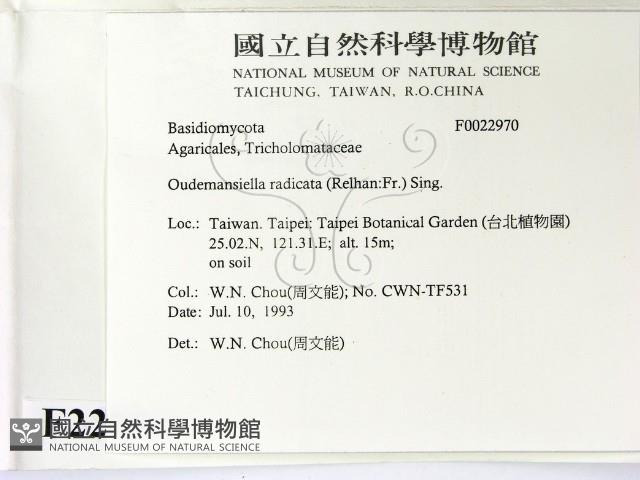 國立自然科學博物館
NATIONAL MUSEUM OF NATURAL SCIENCE
TAICHUNG, TAIWAN, R.O.CHINA
Basidiomycota F0022970
Agaricales, Tricholomataceae
Oudemansiella radicata (Relhan:Fr.) Sing.
Loc.: Taiwan. Taipei: Taipei Botanical Garden (台北植物園)
25.02.N, 121.31.E; alt. 15m;
on soil
Col.: W.N. Chou(周文能); No. CWN-TF531
Date: Jul. 10, 1993
Det.: W.N. Chou(周文能)
F22
國立自然科學博物館
NATIONAL MUSEUM OF NATURAL SCIENCE